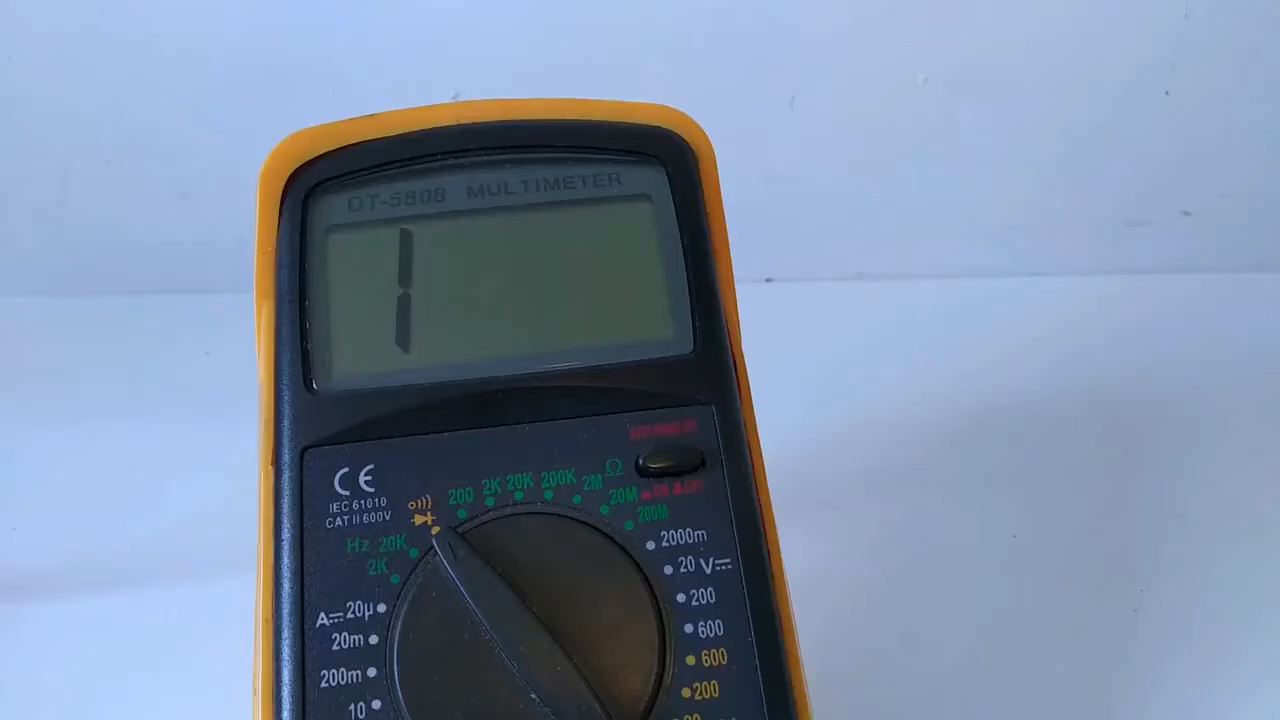 DT-5808 MULTIMETER
1
CE
IEC 61010
CAT II 600V
200
2K
20K
200K
2M
Ω
20M
200M
Hz 20K
2K
A 20µ
20m
200m
10
2000m
20 V
200
600
600
200